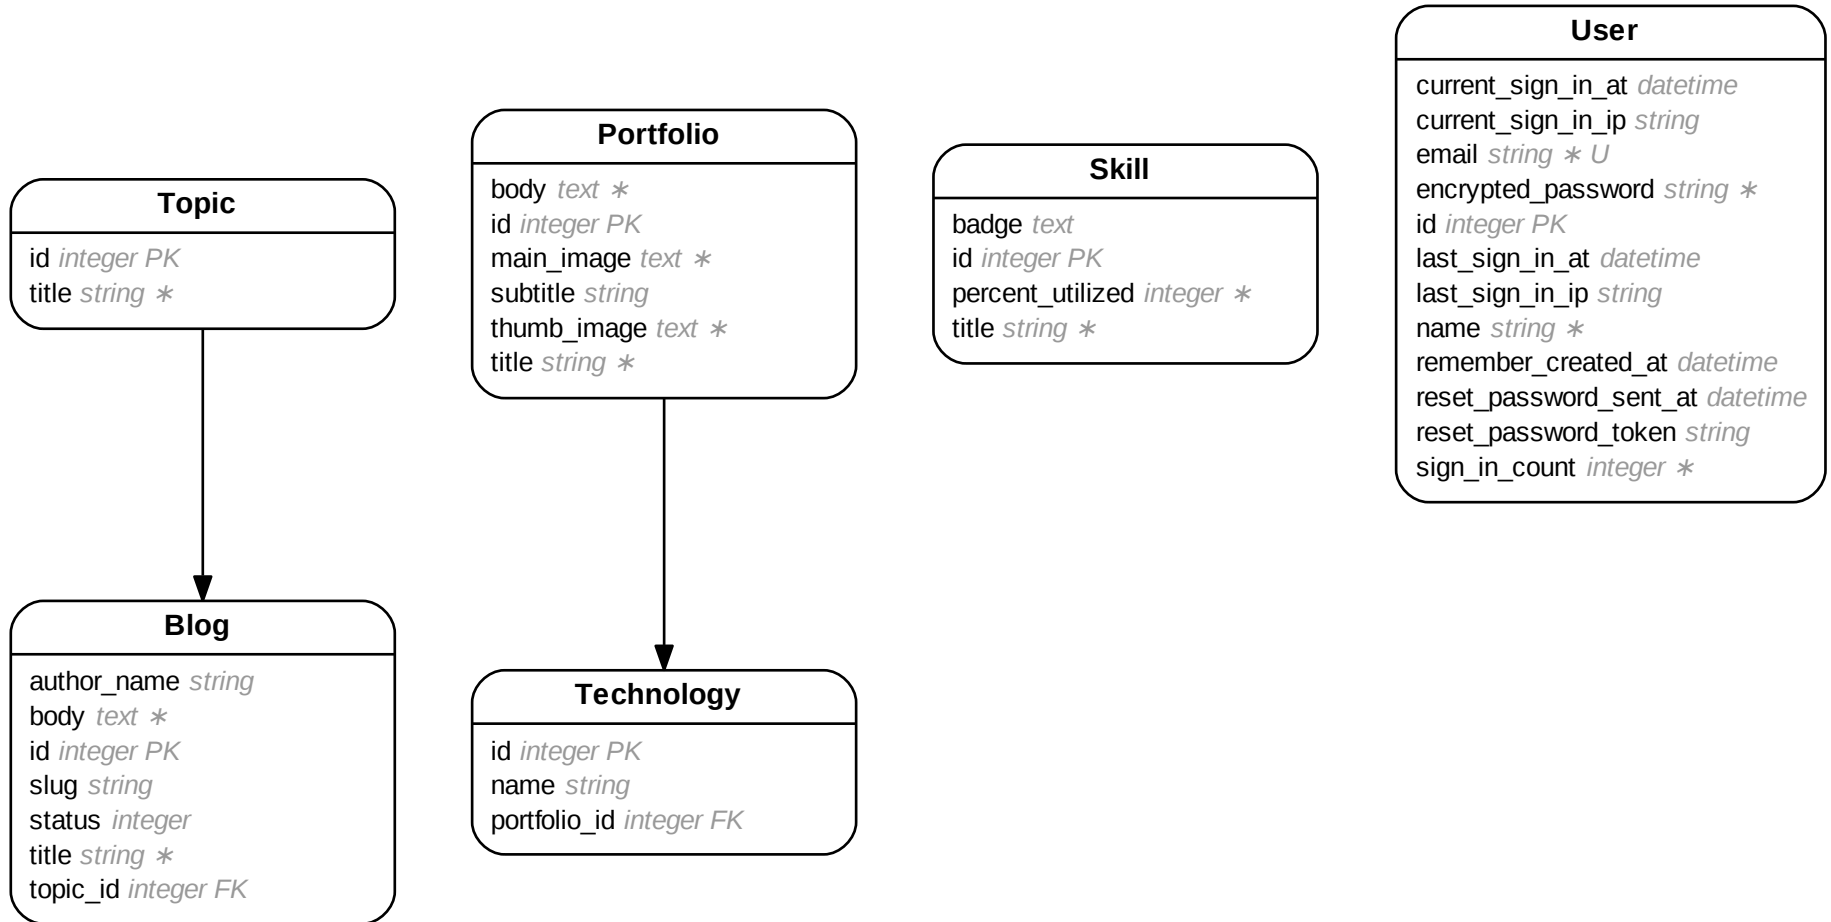 Topic
id integer PK
title string ∗
Blog
author_name string
body text ∗
id integer PK
slug string
status integer
title string ∗
topic_id integer FK
Portfolio
body text ∗
id integer PK
main_image text ∗
subtitle string
thumb_image text ∗
title string ∗
Technology
id integer PK
name string
portfolio_id integer FK
Skill
badge text
id integer PK
percent_utilized integer ∗
title string ∗
User
current_sign_in_at datetime
current_sign_in_ip string
email string ∗ U
encrypted_password string ∗
id integer PK
last_sign_in_at datetime
last_sign_in_ip string
name string ∗
remember_created_at datetime
reset_password_sent_at datetime
reset_password_token string
sign_in_count integer ∗